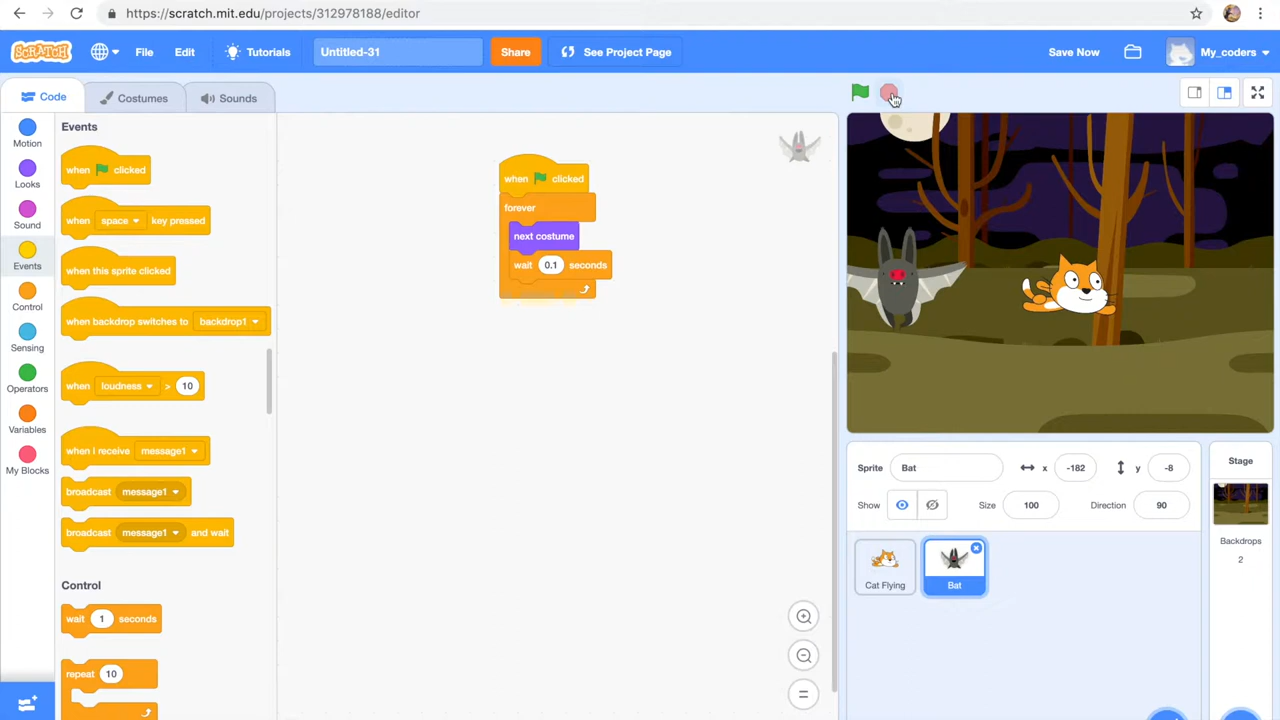 https://scratch.mit.edu/projects/312978188/editor
SCRATCH File Edit Tutorials Untitled-31 Share See Project Page Save Now My_coders
Code Costumes Sounds
Motion
Looks
Sound
Events
Control
Sensing
Operators
Variables
My Blocks
Events
when clicked
when space key pressed
when this sprite clicked
when backdrop switches to backdrop1
when loudness > 10
when I receive message1
broadcast message1
broadcast message1 and wait
Control
wait 1 seconds
repeat 10
when clicked
forever
next costume
wait 0.1 seconds
Sprite Bat x -182 y -8
Show Size 100 Direction 90
Cat Flying
Bat
Stage
Backdrops
2